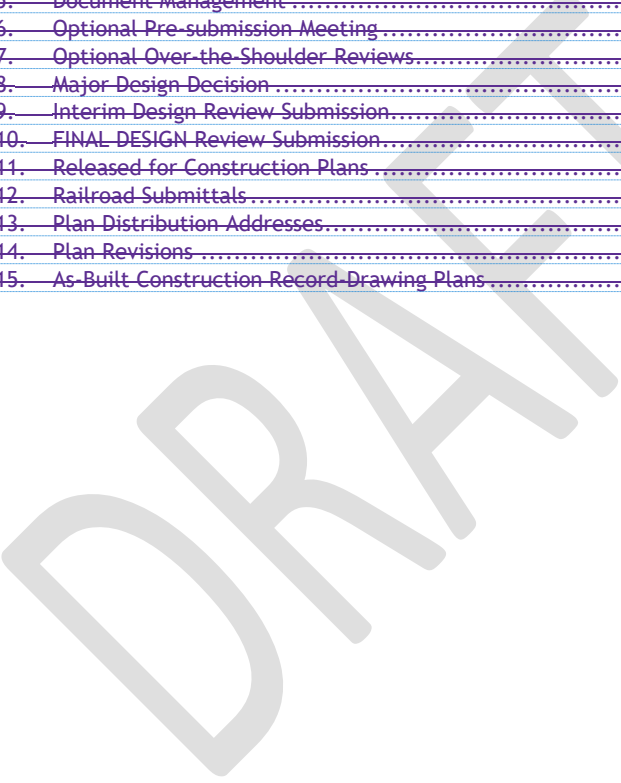 5. Document Management ................
6. Optional Pre-submission Meeting ................
7. Optional Over-the-Shoulder Reviews................
8. Major Design Decision ................
9. Interim Design Review Submission................
10. FINAL DESIGN Review Submission................
11. Released for Construction Plans ................
12. Railroad Submittals................
13. Plan Distribution Addresses................
14. Plan Revisions ................
15. As-Built Construction Record-Drawing Plans ................
DRAFT